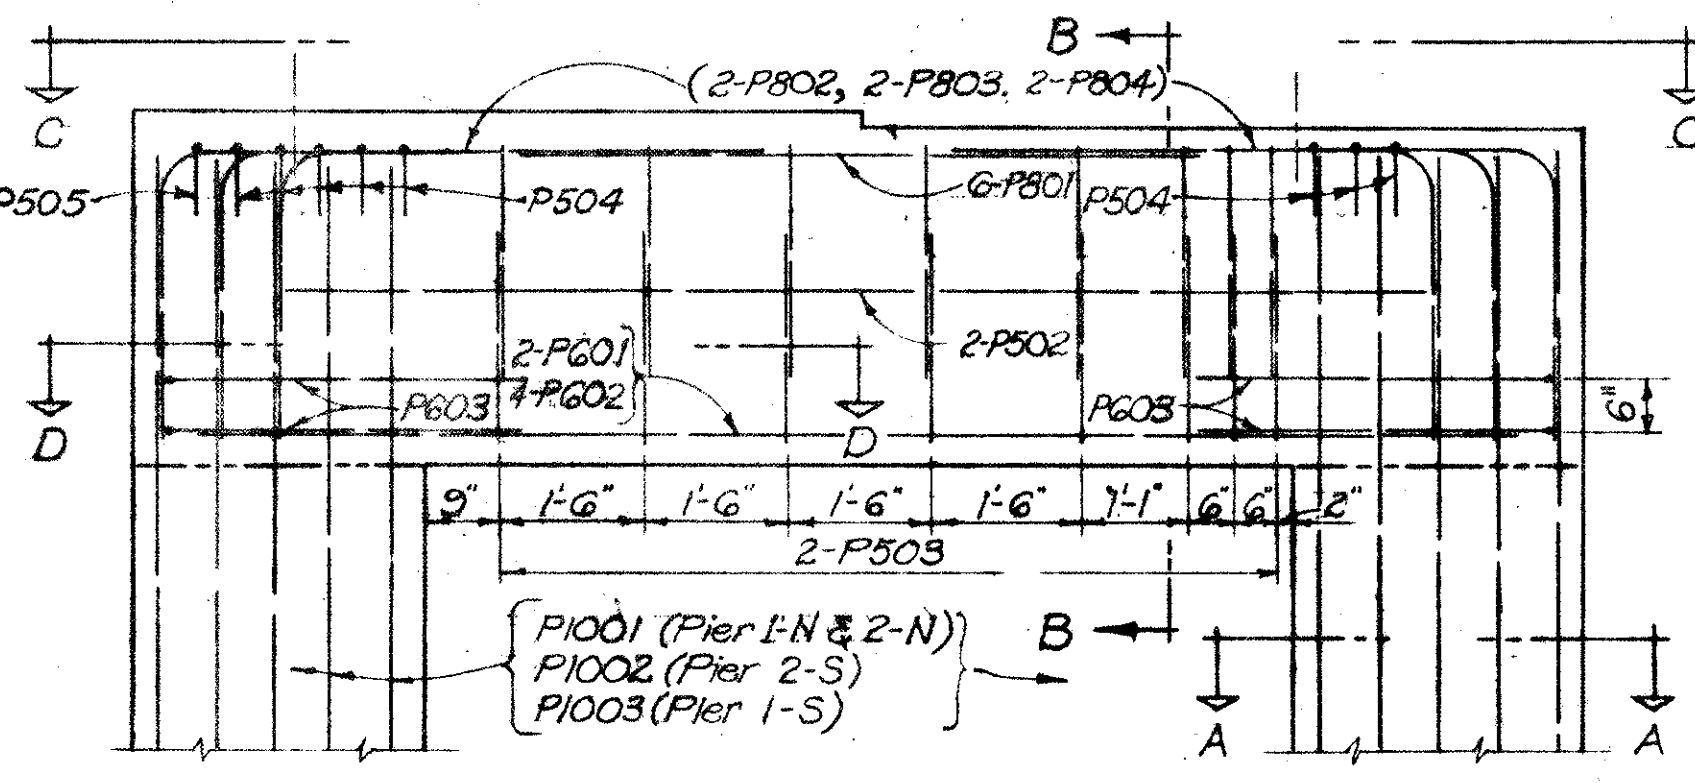 B
(2-P802, 2-P803. 2-P804)
C
C
P505
P504
6-P801
P504
2-P601
4-P602
2-P502
P603
P603
6"
D
D
9"
1'-6"
1'-6"
1'-6"
1'-6"
1'-1"
6"
6"
2"
2-P503
P1001 (Pier 1-N & 2-N)
P1002 (Pier 2-S)
P1003 (Pier 1-S)
B
A
A